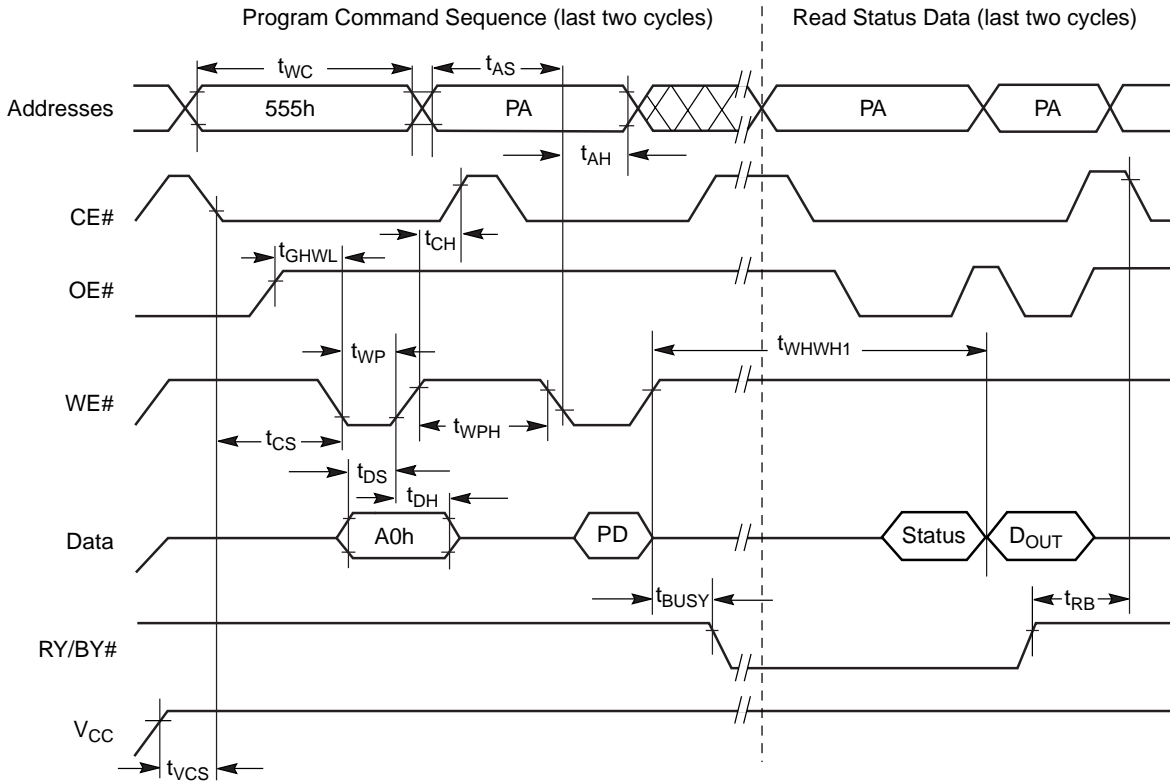 Program Command Sequence (last two cycles)
Read Status Data (last two cycles)
tWC
tAS
Addresses
555h
PA
PA
PA
tAH
CE#
tCH
tGHWL
OE#
tWP
tWHWH1
WE#
tWPH
tCS
tDS
tDH
Data
A0h
PD
Status
DOUT
tBUSY
tRB
RY/BY#
VCC
tVCS